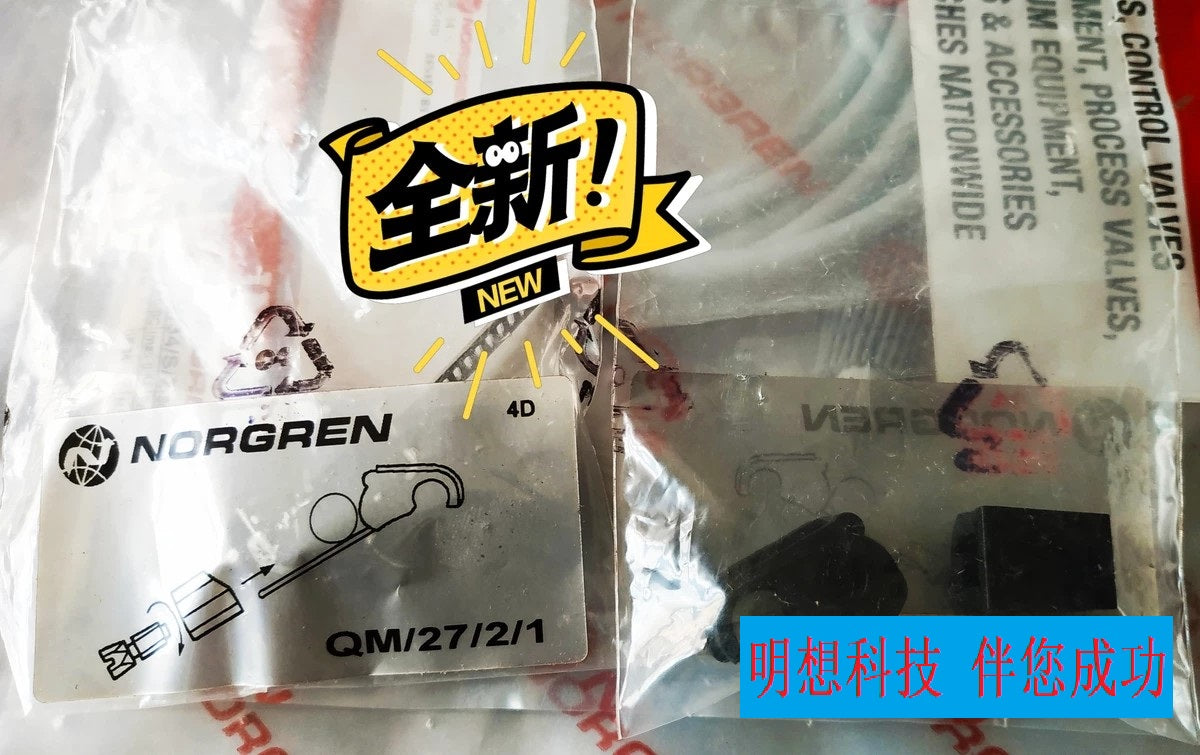 S, CONTROL VALVES
MENT, PROCESS VALVES,
UM EQUIPMENT,
S & ACCESSORIES
CHES NATIONWIDE
全新!
NEW
NORGREN
4D
QM/27/2/1
NORGREN
明想科技 伴您成功